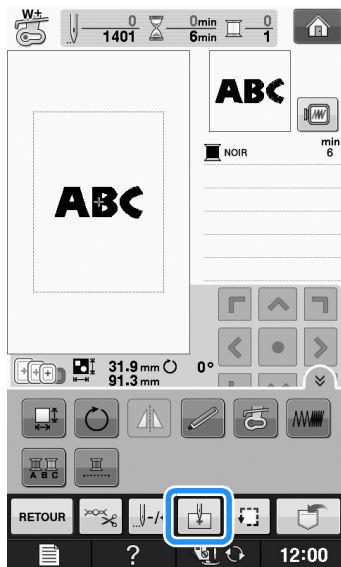 W±
0 0min 0
1401 6min 1
ABC
min
NOIR 6
ABC
31.9 mm 0°
91.3 mm
A B C
RETOUR
-/+
? 12:00